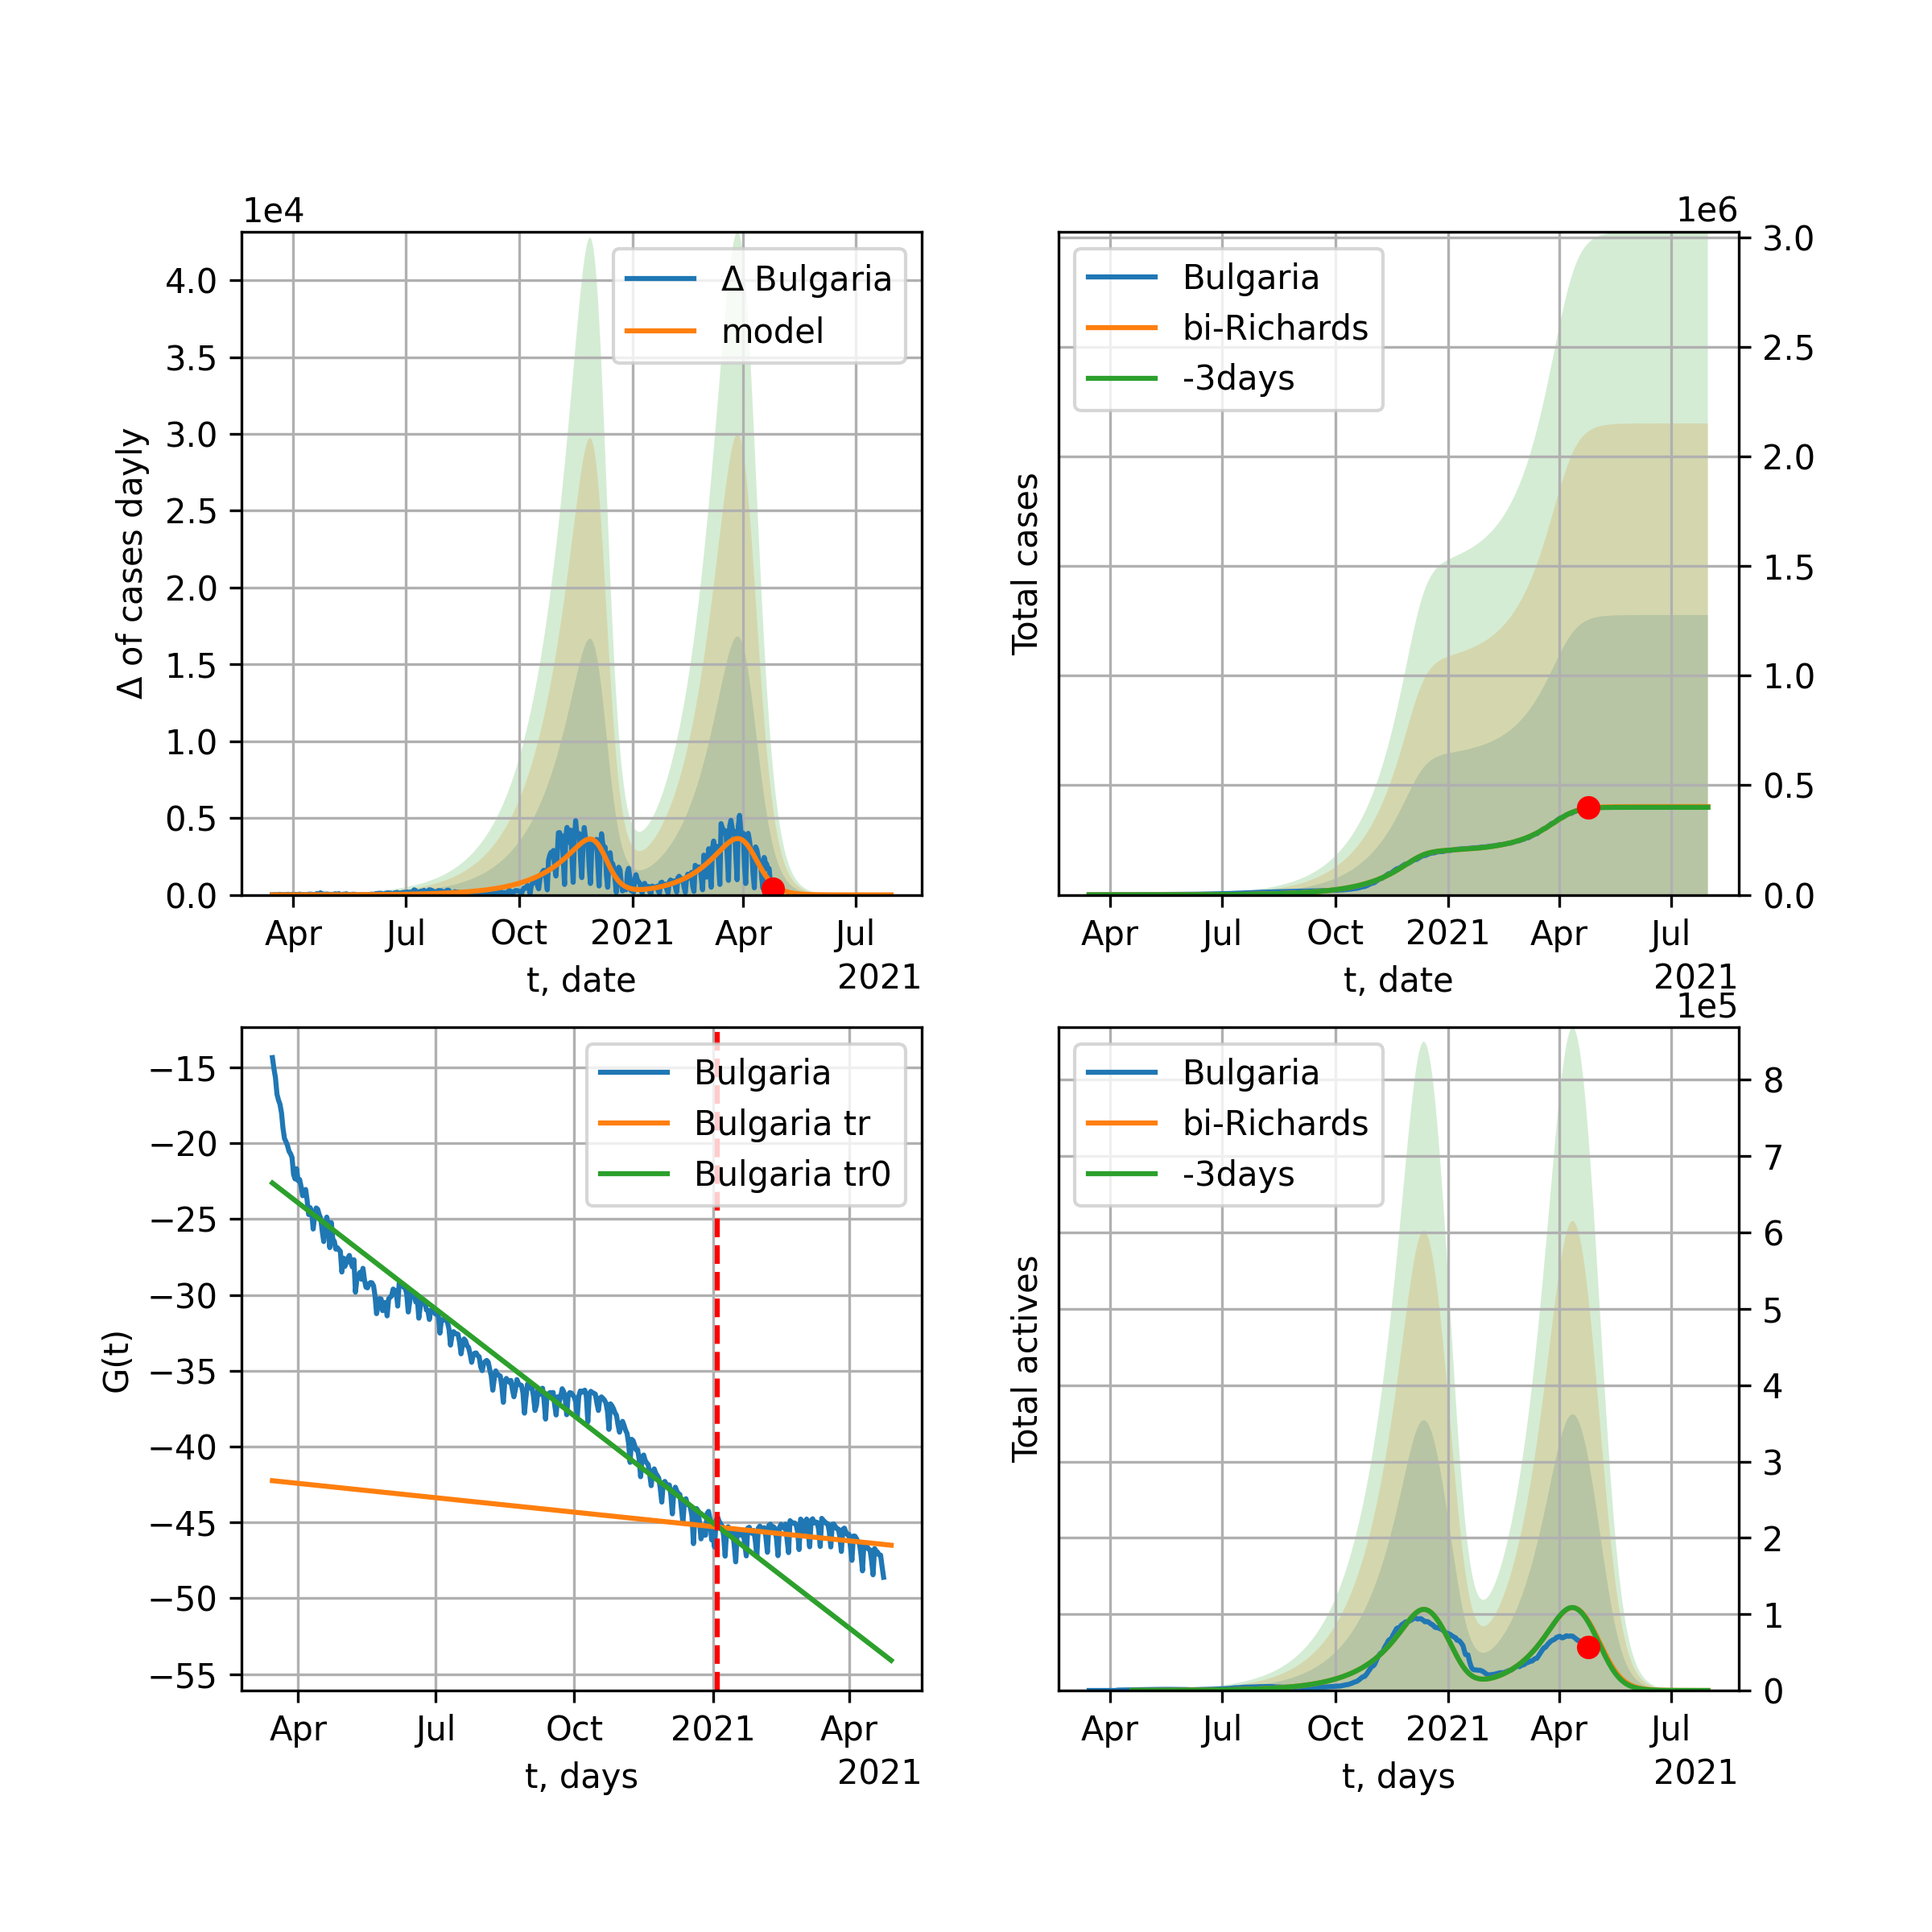 1e4
Δ Bulgaria
model
4.0
3.5
3.0
2.5
2.0
1.5
1.0
0.5
0.0
Δ of cases dayly
Apr Jul Oct 2021 Apr Jul
t, date
2021
1e6
Bulgaria
bi-Richards
-3days
3.0
2.5
2.0
1.5
1.0
0.5
0.0
Total cases
Apr Jul Oct 2021 Apr Jul
t, date
2021
Bulgaria
Bulgaria tr
Bulgaria tr0
−15
−20
−25
−30
−35
−40
−45
−50
−55
G(t)
Apr Jul Oct 2021 Apr
t, days
2021
1e5
Bulgaria
bi-Richards
-3days
8
7
6
5
4
3
2
1
0
Total actives
Apr Jul Oct 2021 Apr Jul
t, days
2021